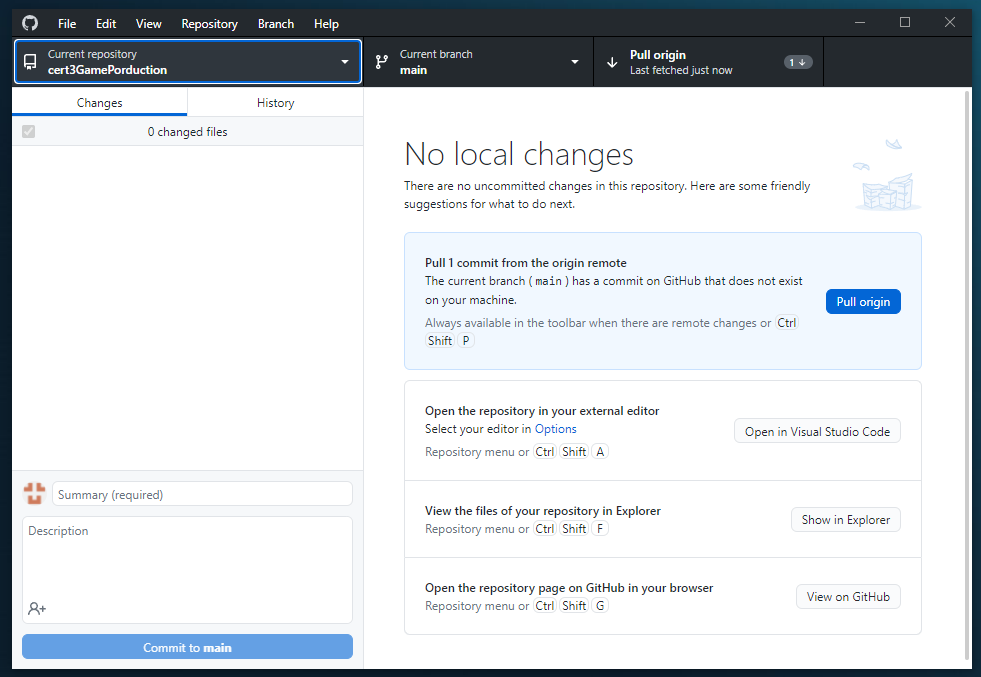 File Edit View Repository Branch Help
Current repository
cert3GamePorduction
Current branch
main
Pull origin
Last fetched just now
1
Changes
History
0 changed files
No local changes
There are no uncommitted changes in this repository. Here are some friendly
suggestions for what to do next.
Pull 1 commit from the origin remote
The current branch ( main ) has a commit on GitHub that does not exist
on your machine.
Always available in the toolbar when there are remote changes or Ctrl
Shift P
Pull origin
Open the repository in your external editor
Select your editor in Options
Repository menu or Ctrl Shift A
Open in Visual Studio Code
View the files of your repository in Explorer
Repository menu or Ctrl Shift F
Show in Explorer
Open the repository page on GitHub in your browser
Repository menu or Ctrl Shift G
View on GitHub
Summary (required)
Description
Commit to main